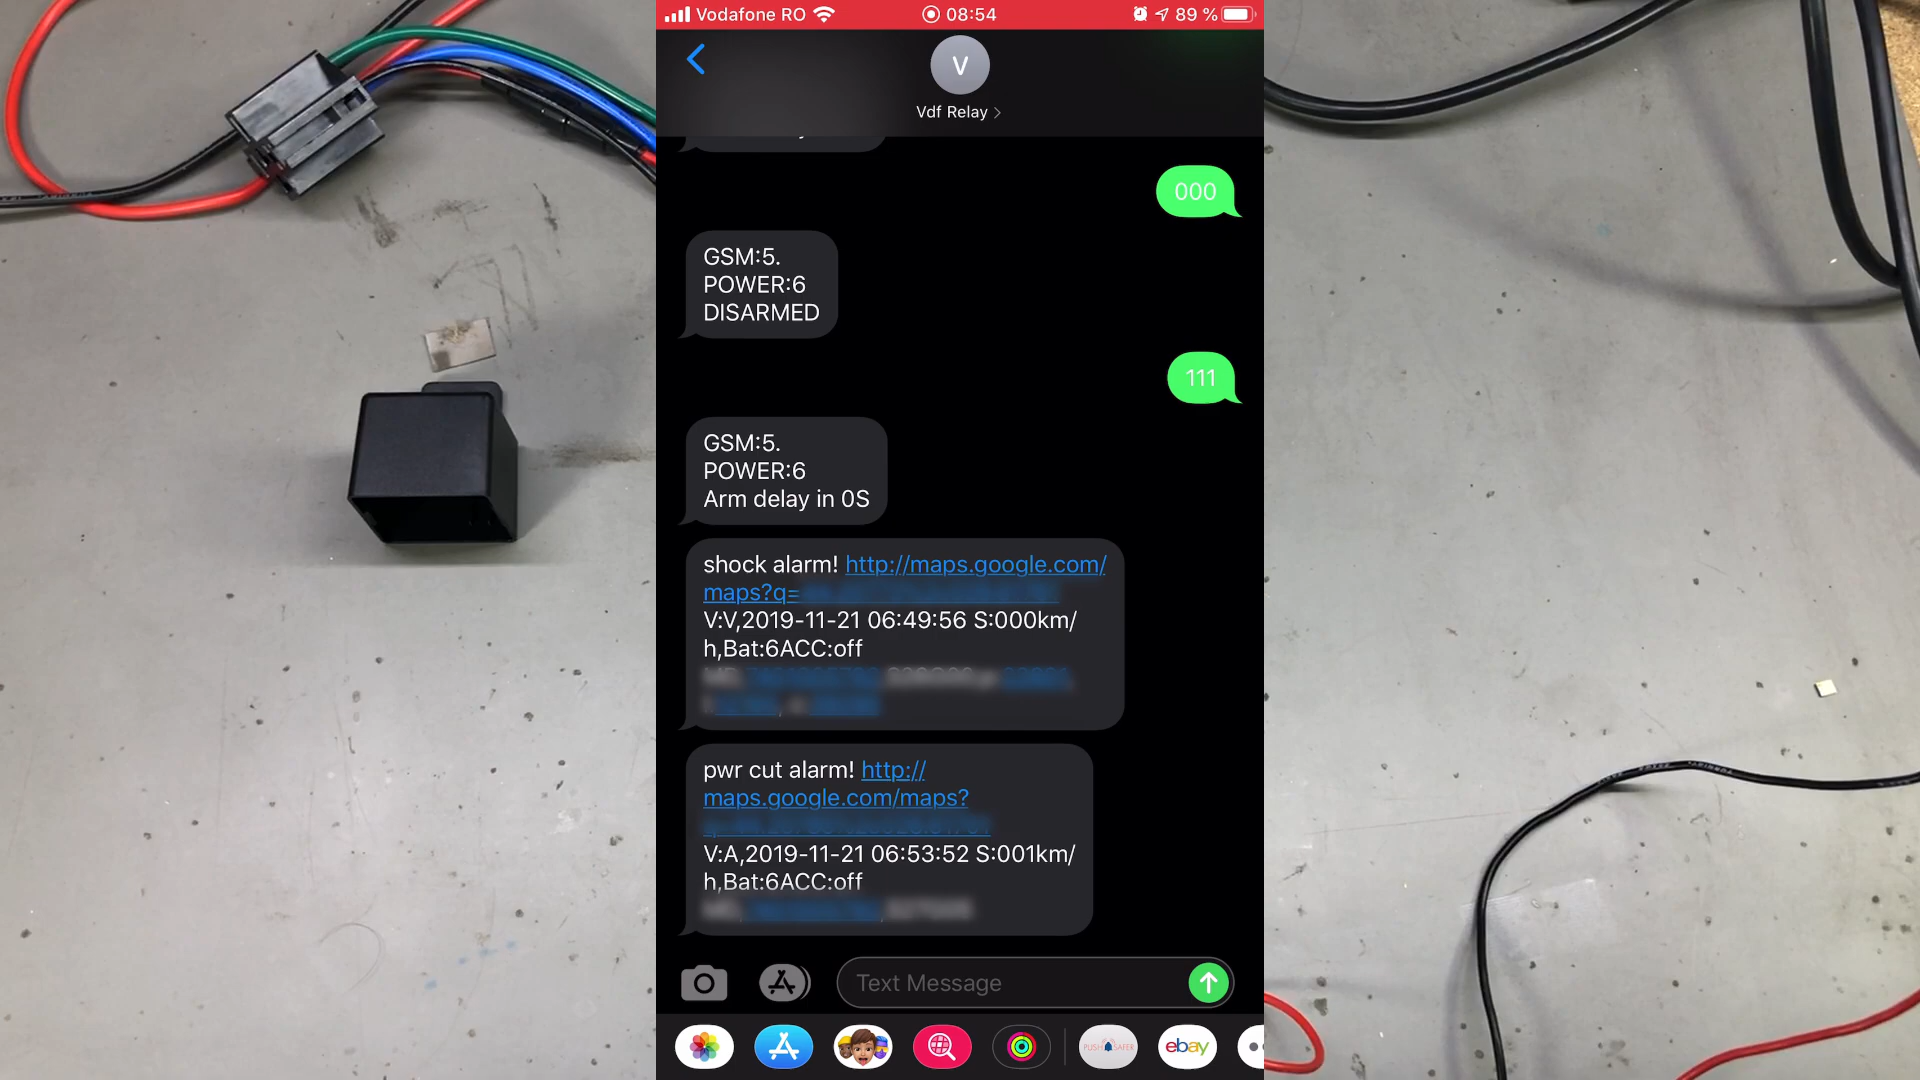 Vodafone RO
08:54
89 %
V
Vdf Relay
000
GSM:5.
POWER:6
DISARMED
111
GSM:5.
POWER:6
Arm delay in 0S
shock alarm! http://maps.google.com/
maps?q=
V:V,2019-11-21 06:49:56 S:000km/
h,Bat:6ACC:off
pwr cut alarm! http://
maps.google.com/maps?
V:A,2019-11-21 06:53:52 S:001km/
h,Bat:6ACC:off
Text Message
PUSH SAFER
ebay